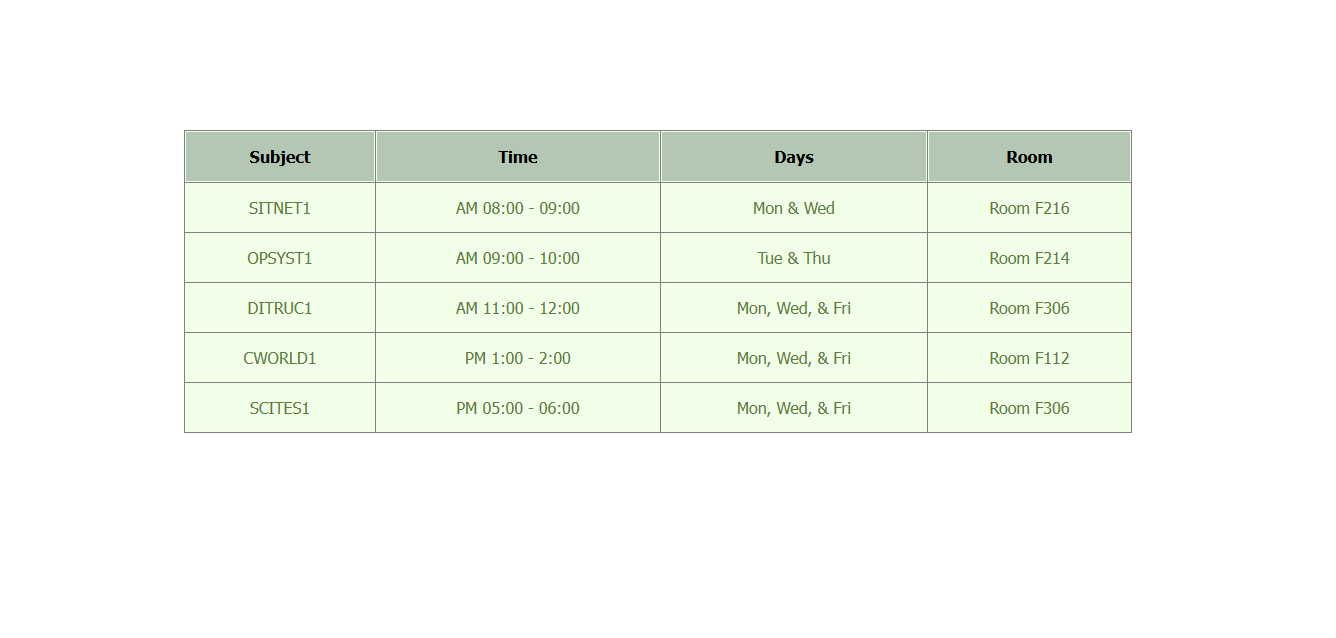 Subject Time Days Room
SITNET1 AM 08:00 - 09:00 Mon & Wed Room F216
OPSYST1 AM 09:00 - 10:00 Tue & Thu Room F214
DITRUC1 AM 11:00 - 12:00 Mon, Wed, & Fri Room F306
CWORLD1 PM 1:00 - 2:00 Mon, Wed, & Fri Room F112
SCITES1 PM 05:00 - 06:00 Mon, Wed, & Fri Room F306